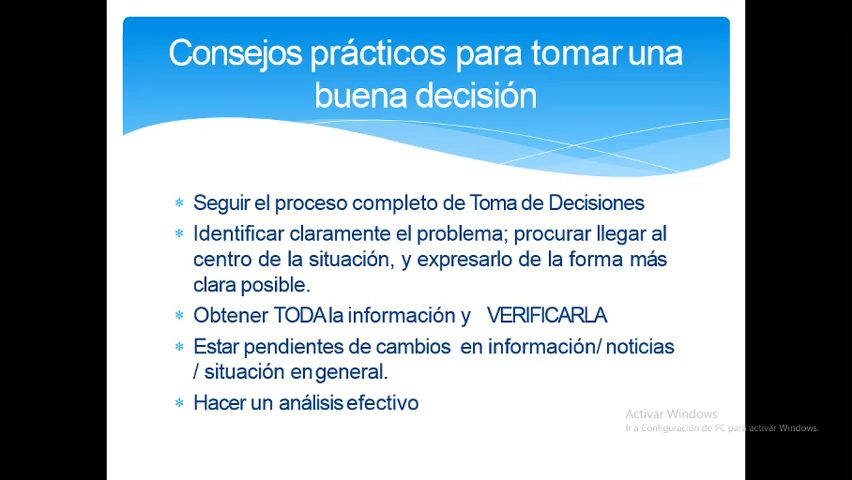 Consejos prácticos para tomar una
buena decisión
* Seguir el proceso completo de Toma de Decisiones
* Identificar claramente el problema; procurar llegar al
centro de la situación, y expresarlo de la forma más
clara posible.
* Obtener TODA la información y VERIFICARLA
* Estar pendientes de cambios en información/ noticias
/ situación en general.
* Hacer un análisis efectivo
Activar Windows
Ir a Configuración de PC para activar Windows.